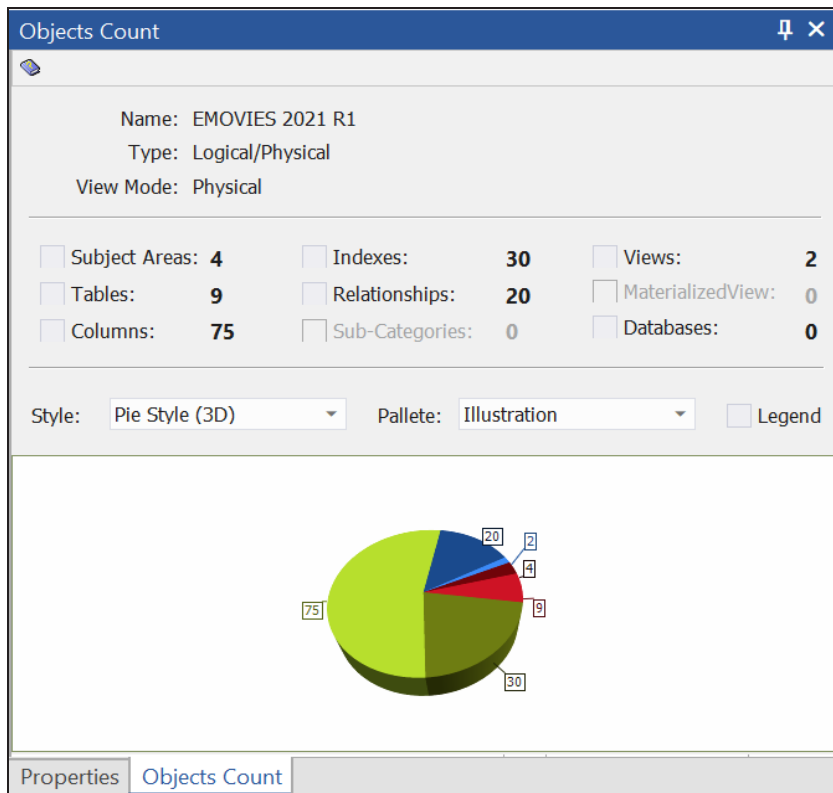 Objects Count
Name: EMOVIES 2021 R1
Type: Logical/Physical
View Mode: Physical
Subject Areas: 4 Indexes: 30 Views: 2
Tables: 9 Relationships: 20 MaterializedView: 0
Columns: 75 Sub-Categories: 0 Databases: 0
Style: Pie Style (3D) Pallete: Illustration Legend
20
2
4
75
9
30
Properties Objects Count